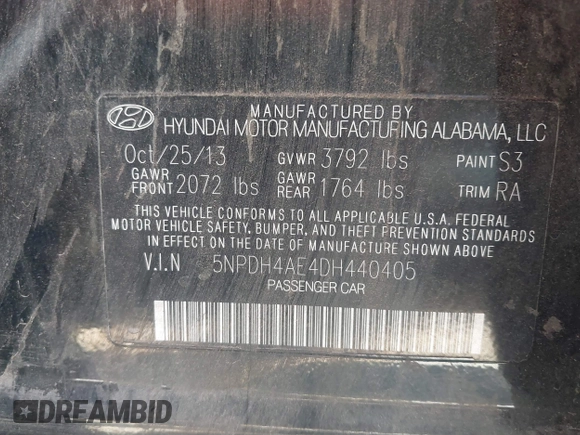 MANUFACTURED BY
HYUNDAI MOTOR MANUFACTURING ALABAMA, LLC
Oct/25/13 GVWR 3792 lbs PAINT S3
GAWR FRONT 2072 lbs GAWR REAR 1764 lbs TRIM RA
THIS VEHICLE CONFORMS TO ALL APPLICABLE U.S.A. FEDERAL
MOTOR VEHICLE SAFETY, BUMPER, AND THEFT PREVENTION STANDARDS
IN EFFECT ON THE DATE OF MANUFACTURE SHOWN ABOVE
V.I.N 5NPDH4AE4DH440405
PASSENGER CAR
DREAMBID